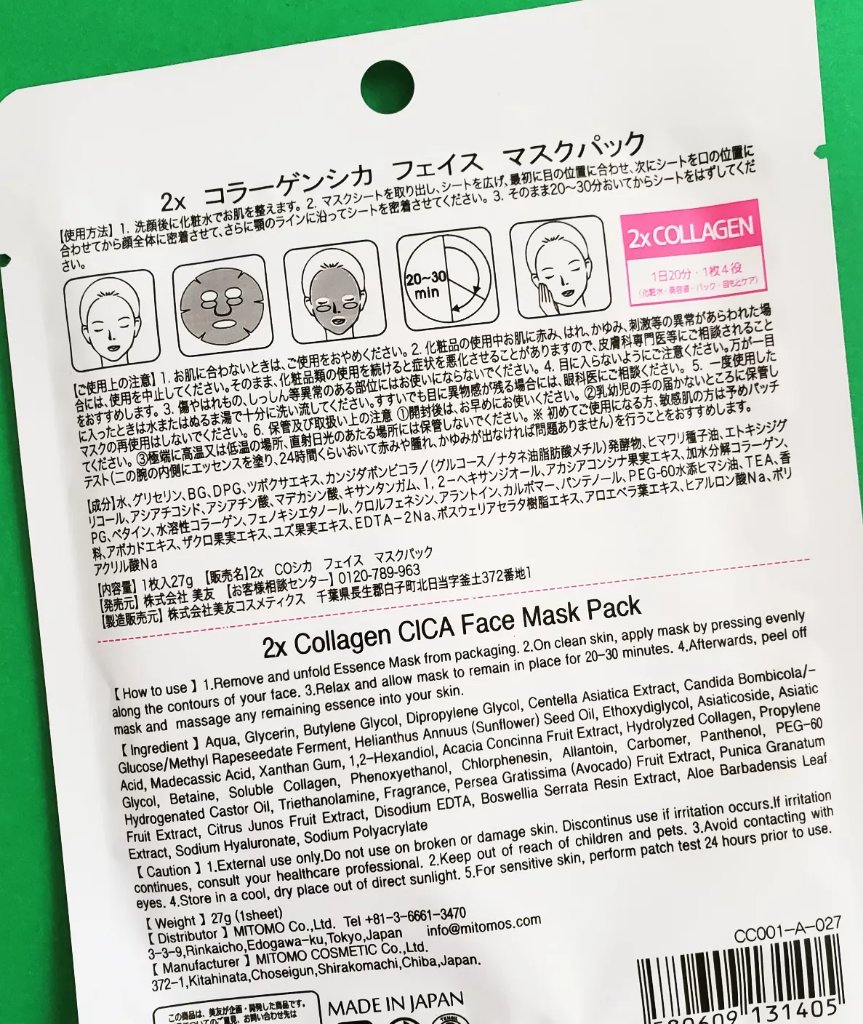 2x コラーゲンシカ フェイス マスクパック
【使用方法】1. 洗顔後に化粧水でお肌を整えます。2. マスクシートを取り出し、シートを広げ、最初に目の位置に合わせ、次にシートを口の位置に
合わせてから顔全体に密着させて、さらに顎のラインに沿ってシートを密着させてください。3. そのまま20～30分おいてからシートをはずしてくだ
さい。
20~30
min
2xCOLLAGEN
1日20分・1枚4役
(化粧水・美容液・パック・目もとケア)
【ご使用上の注意】1. お肌に合わないときは、ご使用をおやめください。2. 化粧品の使用中お肌に赤み、はれ、かゆみ、刺激等の異常があらわれた場
合には、使用を中止してください。そのまま、化粧品類の使用を続けると症状を悪化させることがありますので、皮膚科専門医等にご相談されること
をおすすめします。3. 傷やはれもの、しっしん等異常のある部位にはお使いにならないでください。4. 目に入らないようにご注意ください。万が一目
に入ったときは水またはぬるま湯で十分に洗い流してください。すすいでも目に異物感が残る場合には、眼科医にご相談ください。5. 一度使用した
マスクの再使用はしないでください。6. 保管及び取扱い上の注意 ①開封後は、お早めにお使いください。②乳幼児の手の届かないところに保管し
てください。③極端に高温又は低温の場所、直射日光のあたる場所には保管しないでください。※ 初めてご使用になる方、敏感肌の方は予めパッチ
テスト(二の腕の内側にエッセンスを塗り、24時間くらいおいて赤みや腫れ、かゆみが出なければ問題ありません)を行うことをおすすめします。
【成分】水、グリセリン、BG、DPG、ツボクサエキス、カンジダボンビコラ/(グルコース/ナタネ油脂肪酸メチル)発酵物、ヒマワリ種子油、エトキシジグ
リコール、アシアチコシド、アシアチン酸、マデカシン酸、キサンタンガム、1,2-ヘキサンジオール、アカシアコンシナ果実エキス、加水分解コラーゲン、
PG、ベタイン、水溶性コラーゲン、フェノキシエタノール、クロルフェネシン、アラントイン、カルボマー、パンテノール、PEG-60水添ヒマシ油、TEA、香
料、アボカドエキス、ザクロ果実エキス、ユズ果実エキス、EDTA-2Na、ボスウェリアセラタ樹脂エキス、アロエベラ葉エキス、ヒアルロン酸Na、ポリ
アクリル酸Na
【内容量】1枚入27g 【販売名】2x COシカ フェイス マスクパック
【発売元】株式会社 美友 【お客様相談センター】0120-789-963
【製造販売元】株式会社美友コスメティクス 千葉県長生郡白子町北日当字釜土372番地1
2x Collagen CICA Face Mask Pack
【 How to use 】1.Remove and unfold Essence Mask from packaging. 2.On clean skin, apply mask by pressing evenly
along the contours of your face. 3.Relax and allow mask to remain in place for 20-30 minutes. 4.Afterwards, peel off
mask and massage any remaining essence into your skin.
【 Ingredient 】Aqua, Glycerin, Butylene Glycol, Dipropylene Glycol, Centella Asiatica Extract, Candida Bombicola/-
Glucose/Methyl Rapeseedate Ferment, Helianthus Annuus (Sunflower) Seed Oil, Ethoxydiglycol, Asiaticoside, Asiatic
Acid, Madecassic Acid, Xanthan Gum, 1,2-Hexandiol, Acacia Concinna Fruit Extract, Hydrolyzed Collagen, Propylene
Glycol, Betaine, Soluble Collagen, Phenoxyethanol, Chlorphenesin, Allantoin, Carbomer, Panthenol, PEG-60
Hydrogenated Castor Oil, Triethanolamine, Fragrance, Persea Gratissima (Avocado) Fruit Extract, Punica Granatum
Fruit Extract, Citrus Junos Fruit Extract, Disodium EDTA, Boswellia Serrata Resin Extract, Aloe Barbadensis Leaf
Extract, Sodium Hyaluronate, Sodium Polyacrylate
【 Caution 】1.External use only.Do not use on broken or damage skin. Discontinus use if irritation occurs.If irritation
continues, consult your healthcare professional. 2.Keep out of reach of children and pets. 3.Avoid contacting with
eyes. 4.Store in a cool, dry place out of direct sunlight. 5.For sensitive skin, perform patch test 24 hours prior to use.
【 Weight 】27g (1sheet)
【 Distributor 】MITOMO Co.,Ltd. Tel +81-3-6661-3470
3-3-9,Rinkaicho,Edogawa-ku,Tokyo,Japan info@mitomos.com
【 Manufacturer 】MITOMO COSMETIC Co.,Ltd.
372-1,Kitahinata,Choseigun,Shirakomachi,Chiba,Japan.
CC001-A-027
131405
この商品は、美友が企画・開発した商品です。
MADE IN JAPAN